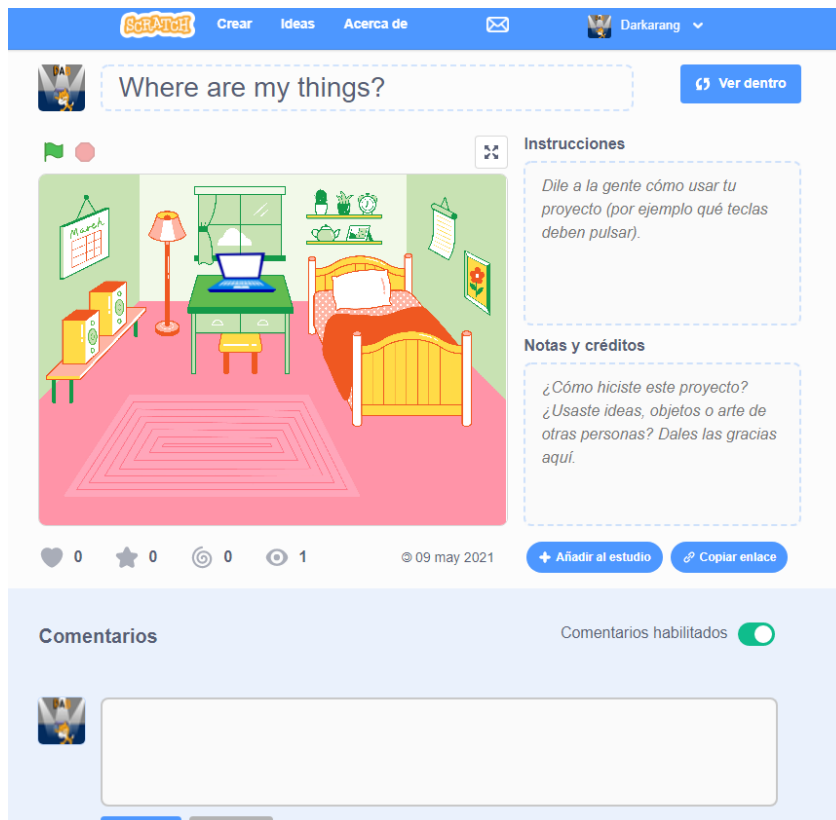 SCRATCH Crear Ideas Acerca de Darkarang
Where are my things?
Ver dentro
Instrucciones
Dile a la gente cómo usar tu
proyecto (por ejemplo qué teclas
deben pulsar).
March
Notas y créditos
¿Cómo hiciste este proyecto?
¿Usaste ideas, objetos o arte de
otras personas? Dales las gracias
aquí.
0 0 0 1 © 09 may 2021 Añadir al estudio Copiar enlace
Comentarios Comentarios habilitados